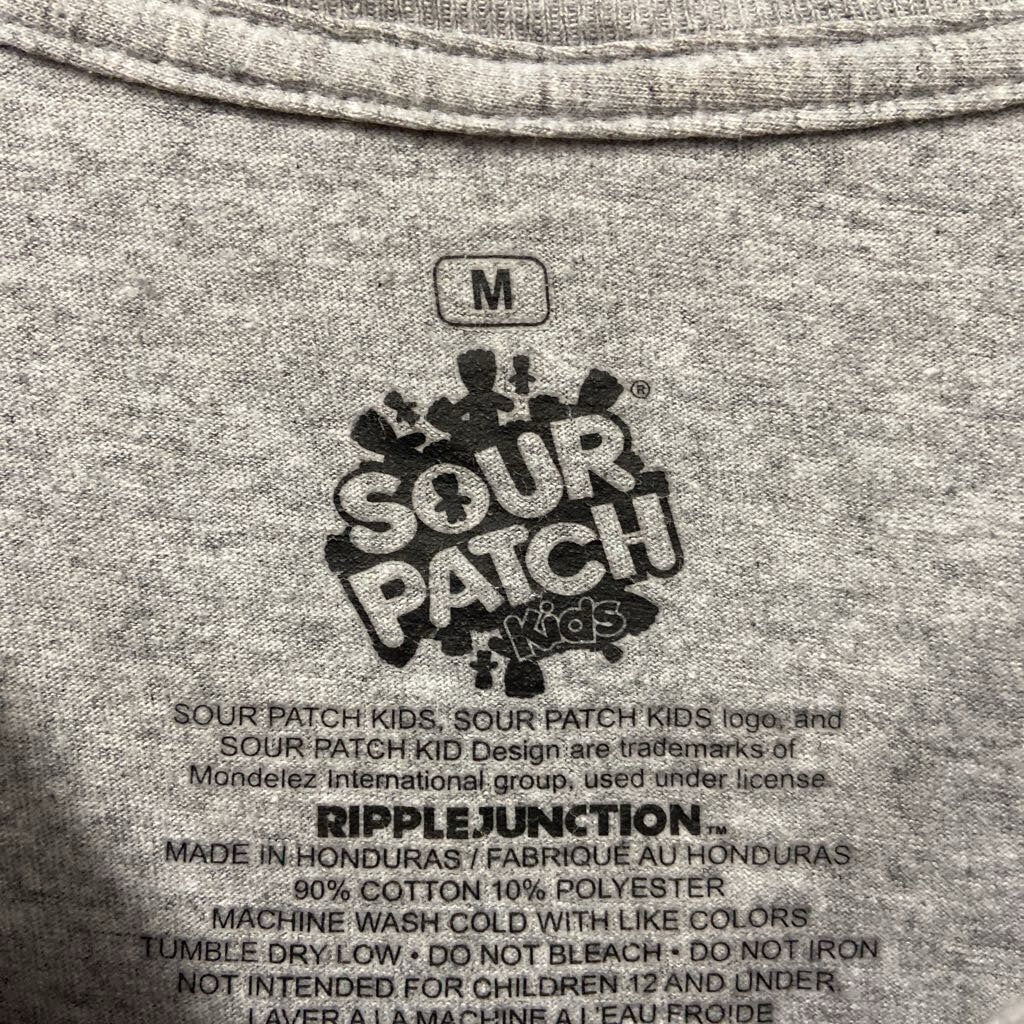 M
®
SOUR
PATCH
Kids
SOUR PATCH KIDS, SOUR PATCH KIDS logo, and
SOUR PATCH KID Design are trademarks of
Mondelez International group, used under license.
RIPPLE JUNCTION™
MADE IN HONDURAS / FABRIQUE AU HONDURAS
90% COTTON 10% POLYESTER
MACHINE WASH COLD WITH LIKE COLORS
TUMBLE DRY LOW • DO NOT BLEACH • DO NOT IRON
NOT INTENDED FOR CHILDREN 12 AND UNDER.
LAVER A LA MACHINE A L'EAU FROIDE